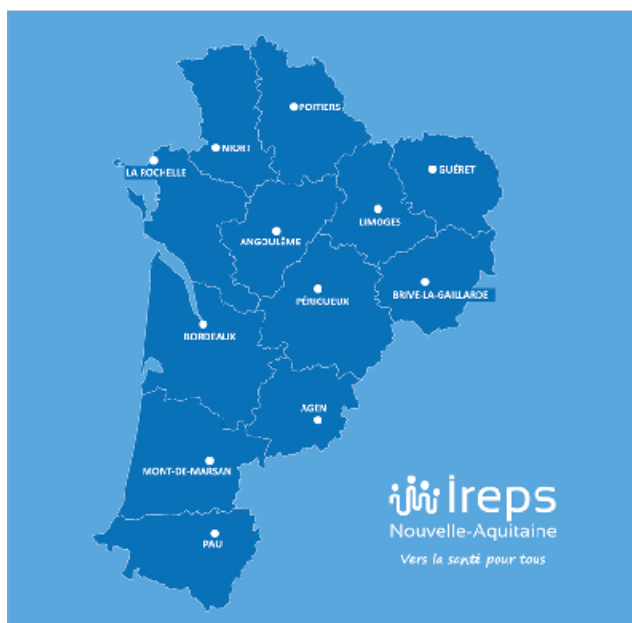 POITIERS
NIORT
LA ROCHELLE
GUÉRET
LIMOGES
ANGOULÊME
PÉRIGUEUX
BRIVE-LA-GAILLARDE
BORDEAUX
AGEN
MONT-DE-MARSAN
PAU
ireps
Nouvelle-Aquitaine
Vers la santé pour tous